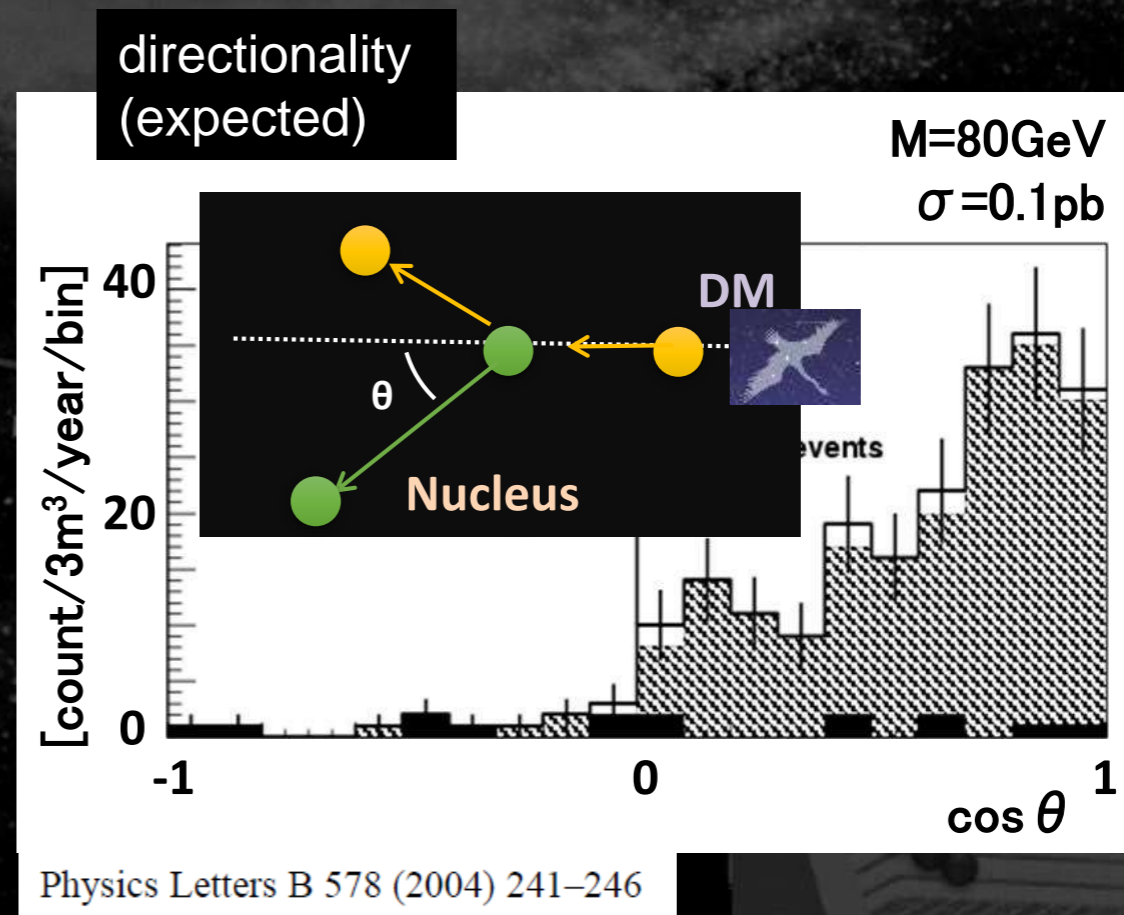 directionality
(expected)
M=80GeV
σ=0.1pb
[count/3m³/year/bin]
40
20
0
DM
θ
Nucleus
events
-1
0
1
cos θ
Physics Letters B 578 (2004) 241–246